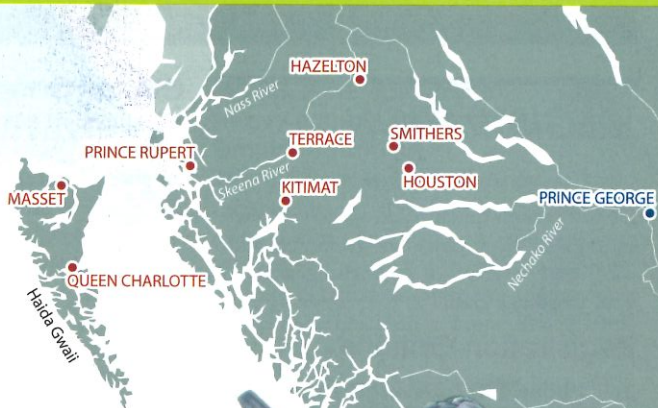 HAZELTON
Nass River
TERRACE
SMITHERS
PRINCE RUPERT
Skeena River
KITIMAT
HOUSTON
MASSET
PRINCE GEORGE
Nechako River
QUEEN CHARLOTTE
Haida Gwaii